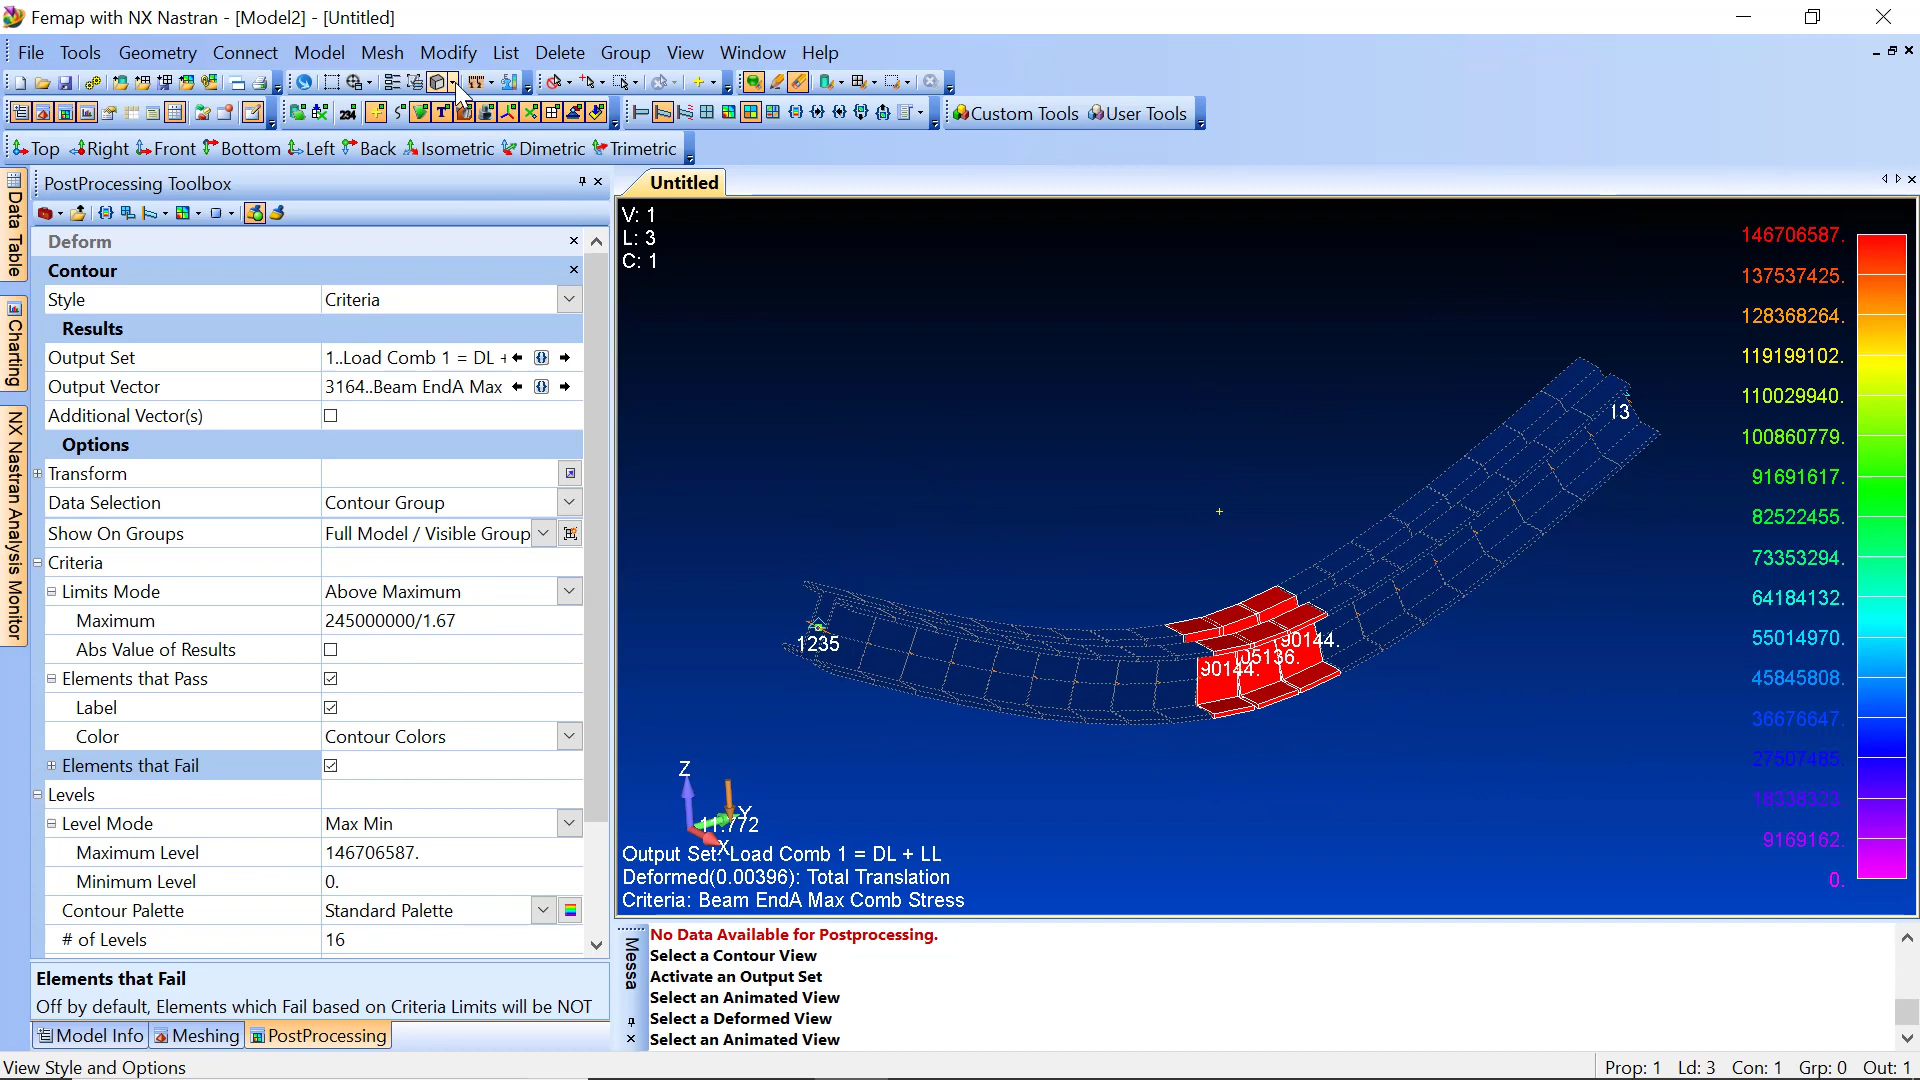 Femap with NX Nastran - [Model2] - [Untitled]
File Tools Geometry Connect Model Mesh Modify List Delete Group View Window Help
234
T
Custom Tools User Tools
Top Right Front Bottom Left Back Isometric Dimetric Trimetric
Data Table
Charting
NX Nastran Analysis Monitor
PostProcessing Toolbox
Deform
Contour
Style Criteria
Results
Output Set 1..Load Comb 1 = DL +
Output Vector 3164..Beam EndA Max
Additional Vector(s)
Options
Transform
Data Selection Contour Group
Show On Groups Full Model / Visible Group
Criteria
Limits Mode Above Maximum
Maximum 245000000/1.67
Abs Value of Results
Elements that Pass
Label
Color Contour Colors
Elements that Fail
Levels
Level Mode Max Min
Maximum Level 146706587.
Minimum Level 0.
Contour Palette Standard Palette
# of Levels 16
Elements that Fail
Off by default, Elements which Fail based on Criteria Limits will be NOT
Model Info Meshing PostProcessing
Untitled
V: 1
L: 3
C: 1
13
1235
90144.
90144.
Z
Y
X
11.772
146706587.
137537425.
128368264.
119199102.
110029940.
100860779.
91691617.
82522455.
73353294.
64184132.
55014970.
45845808.
36676647.
27507485.
18338323.
9169162.
0.
Output Set: Load Comb 1 = DL + LL
Deformed(0.00396): Total Translation
Criteria: Beam EndA Max Comb Stress
Messa
No Data Available for Postprocessing.
Select a Contour View
Activate an Output Set
Select an Animated View
Select a Deformed View
Select an Animated View
View Style and Options
Prop: 1 Ld: 3 Con: 1 Grp: 0 Out: 1